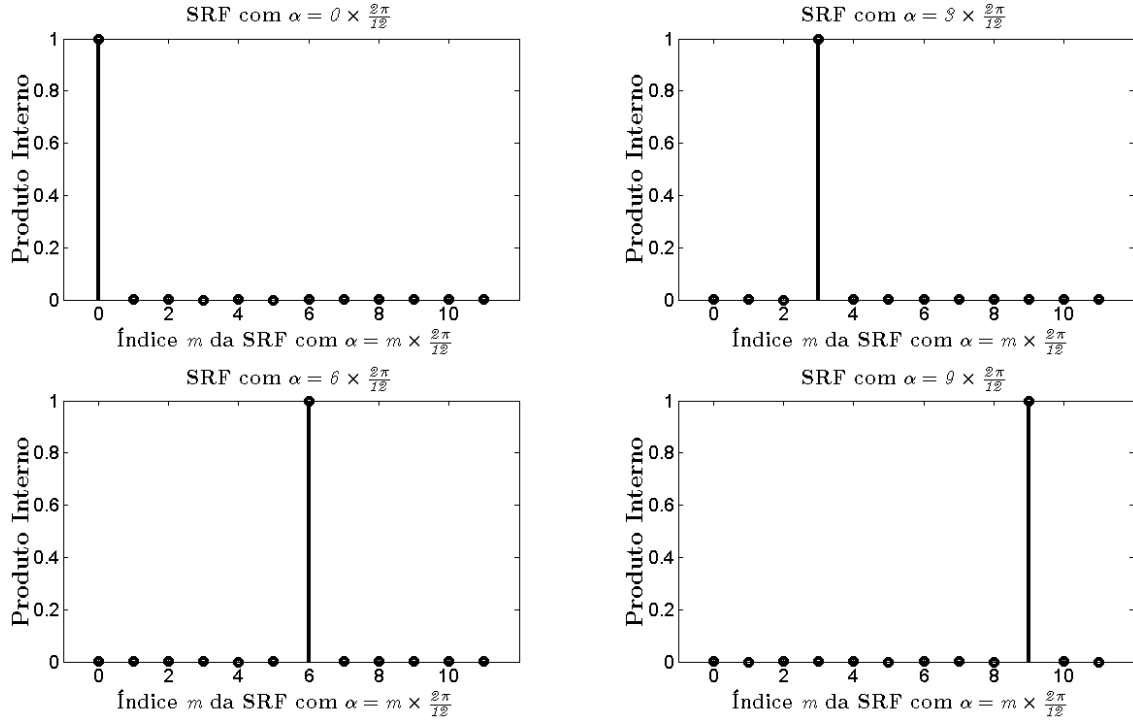 SRF com α = 0 × 2π/12
Produto Interno
1
0.8
0.6
0.4
0.2
0
0 2 4 6 8 10
Índice m da SRF com α = m × 2π/12
SRF com α = 3 × 2π/12
Produto Interno
1
0.8
0.6
0.4
0.2
0
0 2 4 6 8 10
Índice m da SRF com α = m × 2π/12
SRF com α = 6 × 2π/12
Produto Interno
1
0.8
0.6
0.4
0.2
0
0 2 4 6 8 10
Índice m da SRF com α = m × 2π/12
SRF com α = 9 × 2π/12
Produto Interno
1
0.8
0.6
0.4
0.2
0
0 2 4 6 8 10
Índice m da SRF com α = m × 2π/12